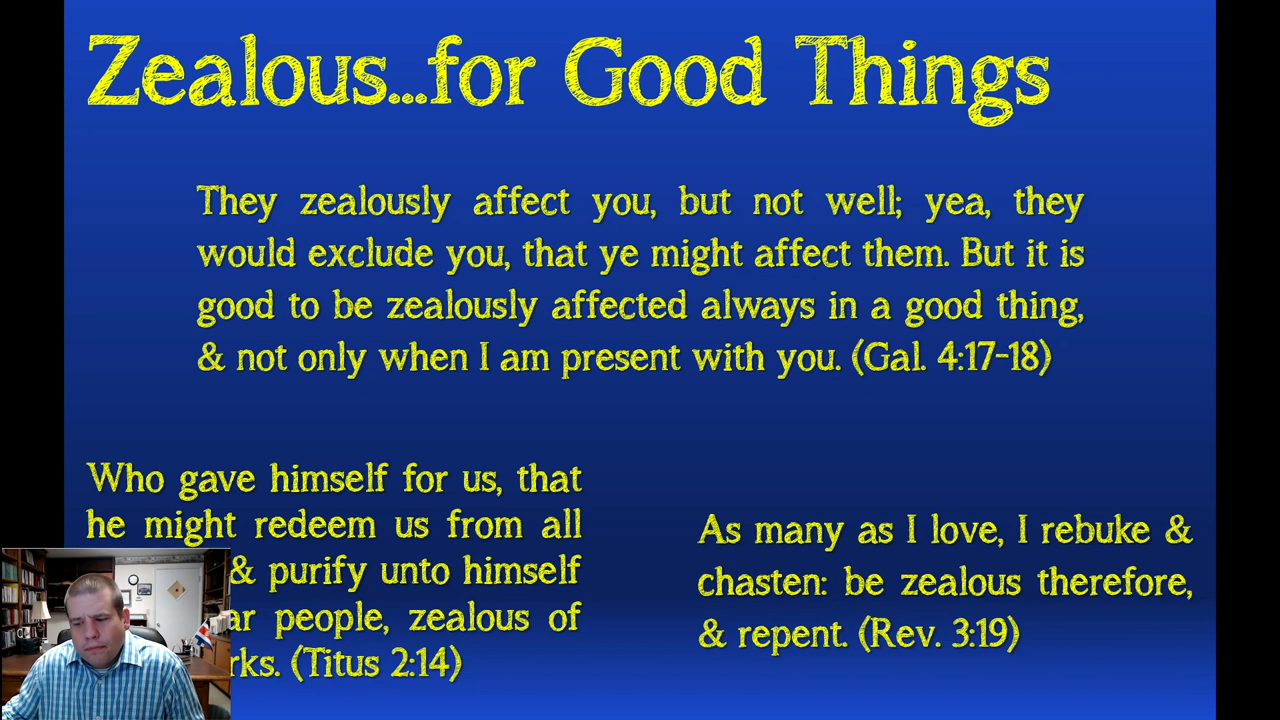 Zealous...for Good Things
They zealously affect you, but not well; yea, they
would exclude you, that ye might affect them. But it is
good to be zealously affected always in a good thing,
& not only when I am present with you. (Gal. 4:17-18)
Who gave himself for us, that
he might redeem us from all
& purify unto himself
people, zealous of
(Titus 2:14)
As many as I love, I rebuke &
chasten: be zealous therefore,
& repent. (Rev. 3:19)